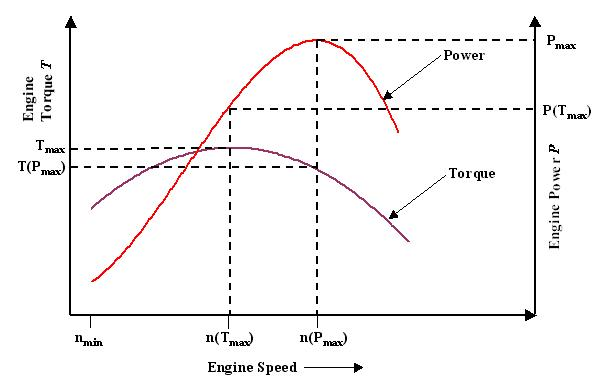 Engine
Torque T
Engine Power P
Power
Torque
Pmax
P(Tmax)
Tmax
T(Pmax)
nmin
n(Tmax)
n(Pmax)
Engine Speed